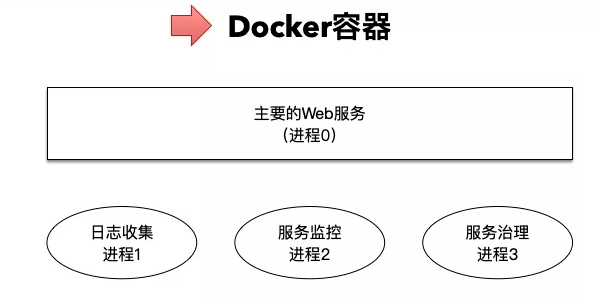 Docker容器
主要的Web服务
（进程0）
日志收集
进程1
服务监控
进程2
服务治理
进程3